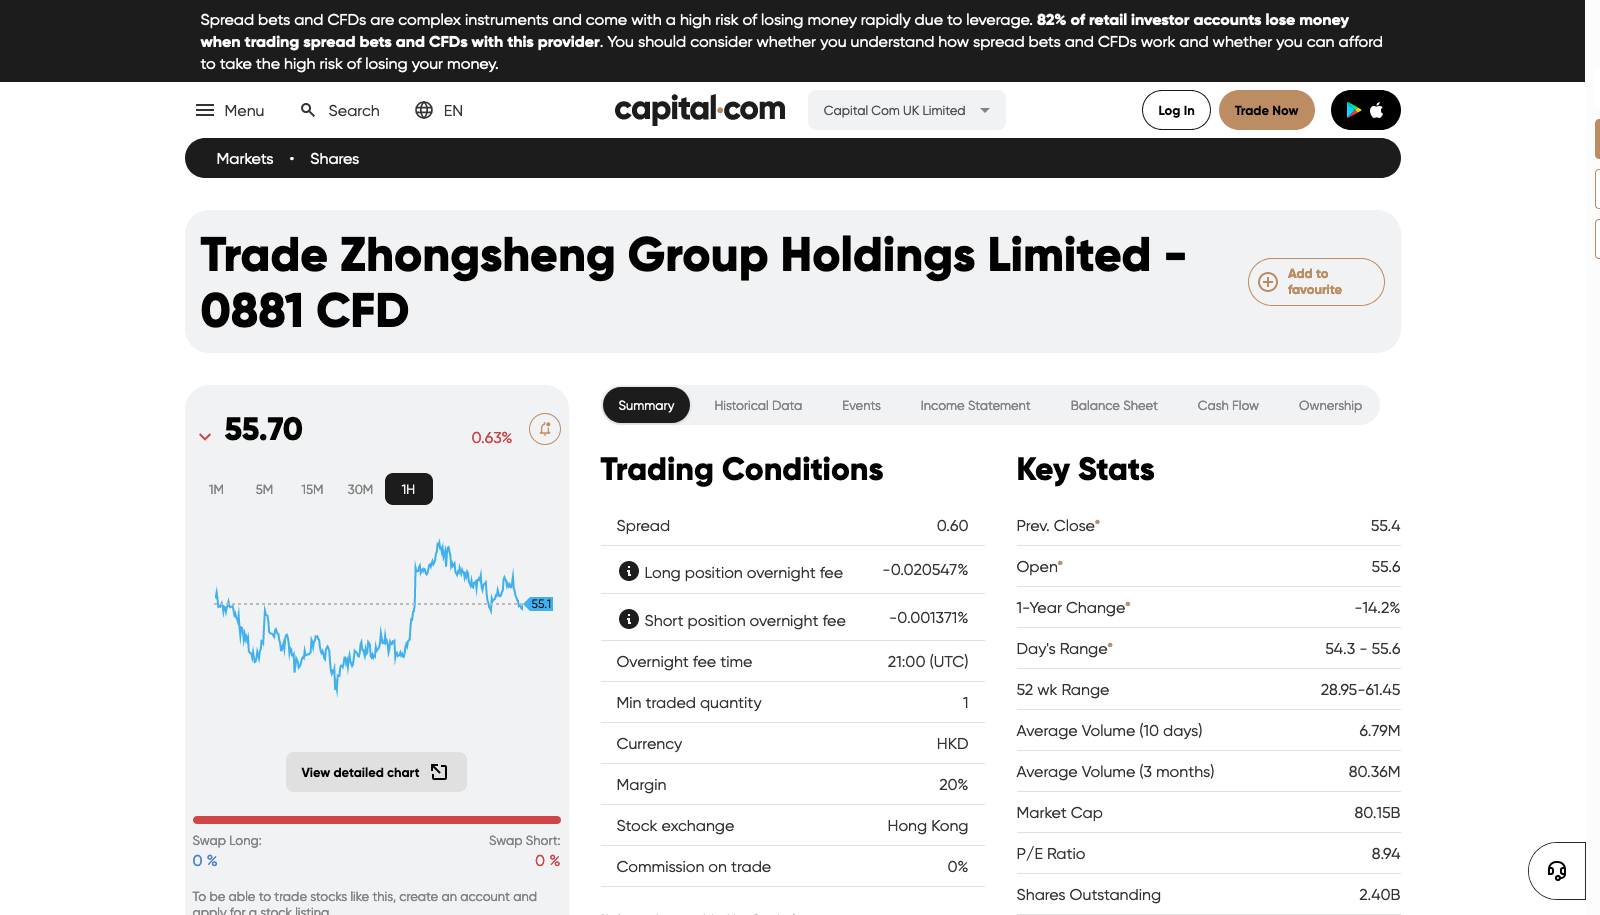 Spread bets and CFDs are complex instruments and come with a high risk of losing money rapidly due to leverage. 82% of retail investor accounts lose money
when trading spread bets and CFDs with this provider. You should consider whether you understand how spread bets and CFDs work and whether you can afford
to take the high risk of losing your money.
Menu
Search
EN
capital.com
Capital Com UK Limited
Log In
Trade Now
Markets • Shares
Trade Zhongsheng Group Holdings Limited -
0881 CFD
Add to
favourite
55.70
0.63%
1M 5M 15M 30M 1H
55.1
View detailed chart
Swap Long: Swap Short:
0 % 0 %
To be able to trade stocks like this, create an account and
apply for a stock listing
Summary Historical Data Events Income Statement Balance Sheet Cash Flow Ownership
Trading Conditions
Spread 0.60
Long position overnight fee -0.020547%
Short position overnight fee -0.001371%
Overnight fee time 21:00 (UTC)
Min traded quantity 1
Currency HKD
Margin 20%
Stock exchange Hong Kong
Commission on trade 0%
Key Stats
Prev. Close* 55.4
Open* 55.6
1-Year Change* -14.2%
Day's Range* 54.3 - 55.6
52 wk Range 28.95-61.45
Average Volume (10 days) 6.79M
Average Volume (3 months) 80.36M
Market Cap 80.15B
P/E Ratio 8.94
Shares Outstanding 2.40B